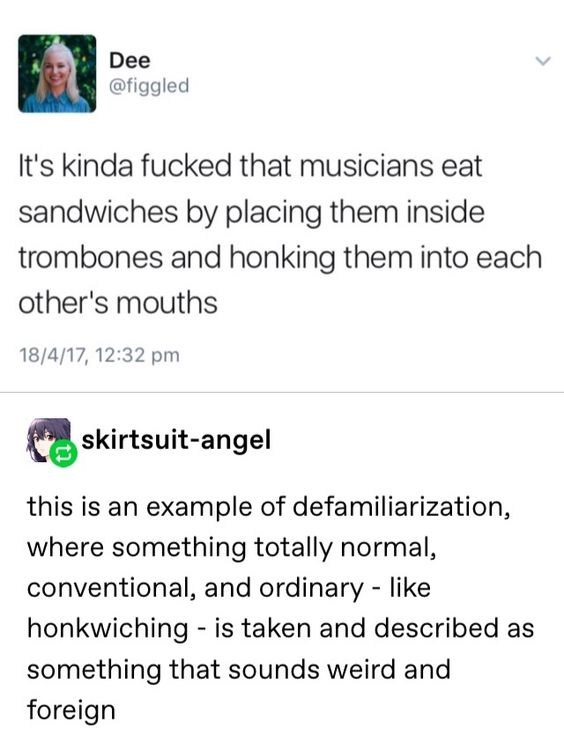 Dee
@figgled
It's kinda fucked that musicians eat
sandwiches by placing them inside
trombones and honking them into each
other's mouths
18/4/17, 12:32 pm
skirtsuit-angel
this is an example of defamiliarization,
where something totally normal,
conventional, and ordinary - like
honkwiching - is taken and described as
something that sounds weird and
foreign